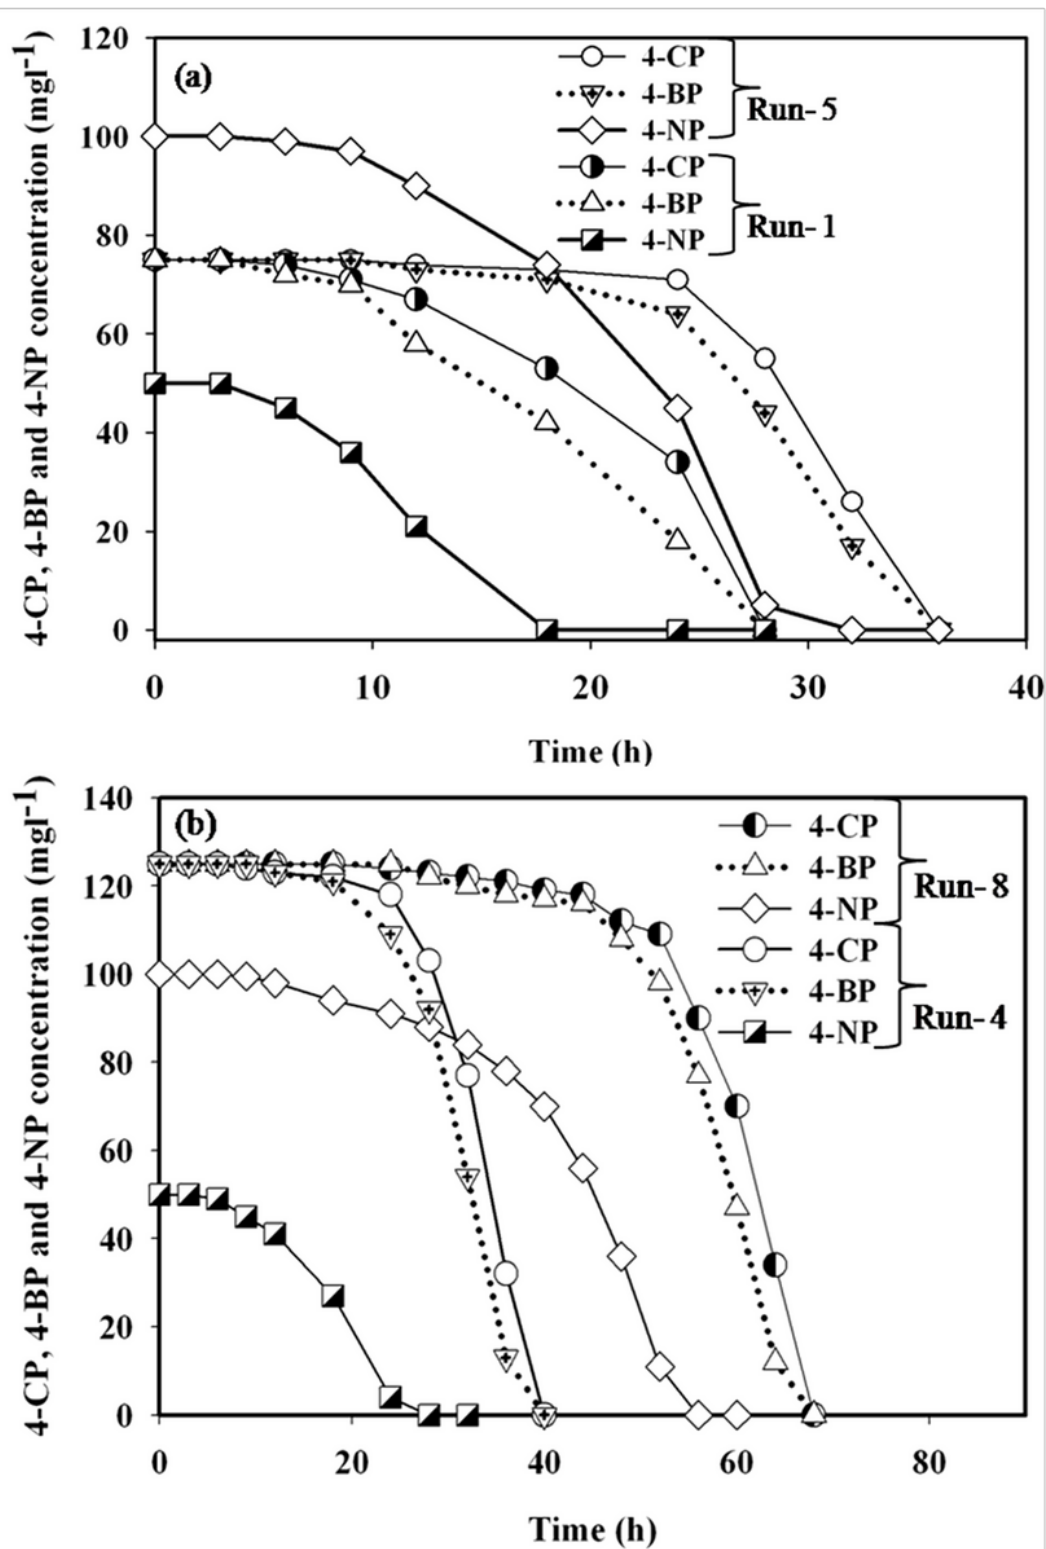 4-CP, 4-BP and 4-NP concentration (mgl⁻¹)
120
100
80
60
40
20
0
(a)
4-CP
4-BP
4-NP
Run-5
4-CP
4-BP
4-NP
Run-1
0 10 20 30 40
Time (h)
4-CP, 4-BP and 4-NP concentration (mgl⁻¹)
140
120
100
80
60
40
20
0
(b)
4-CP
4-BP
4-NP
Run-8
4-CP
4-BP
4-NP
Run-4
0 20 40 60 80
Time (h)